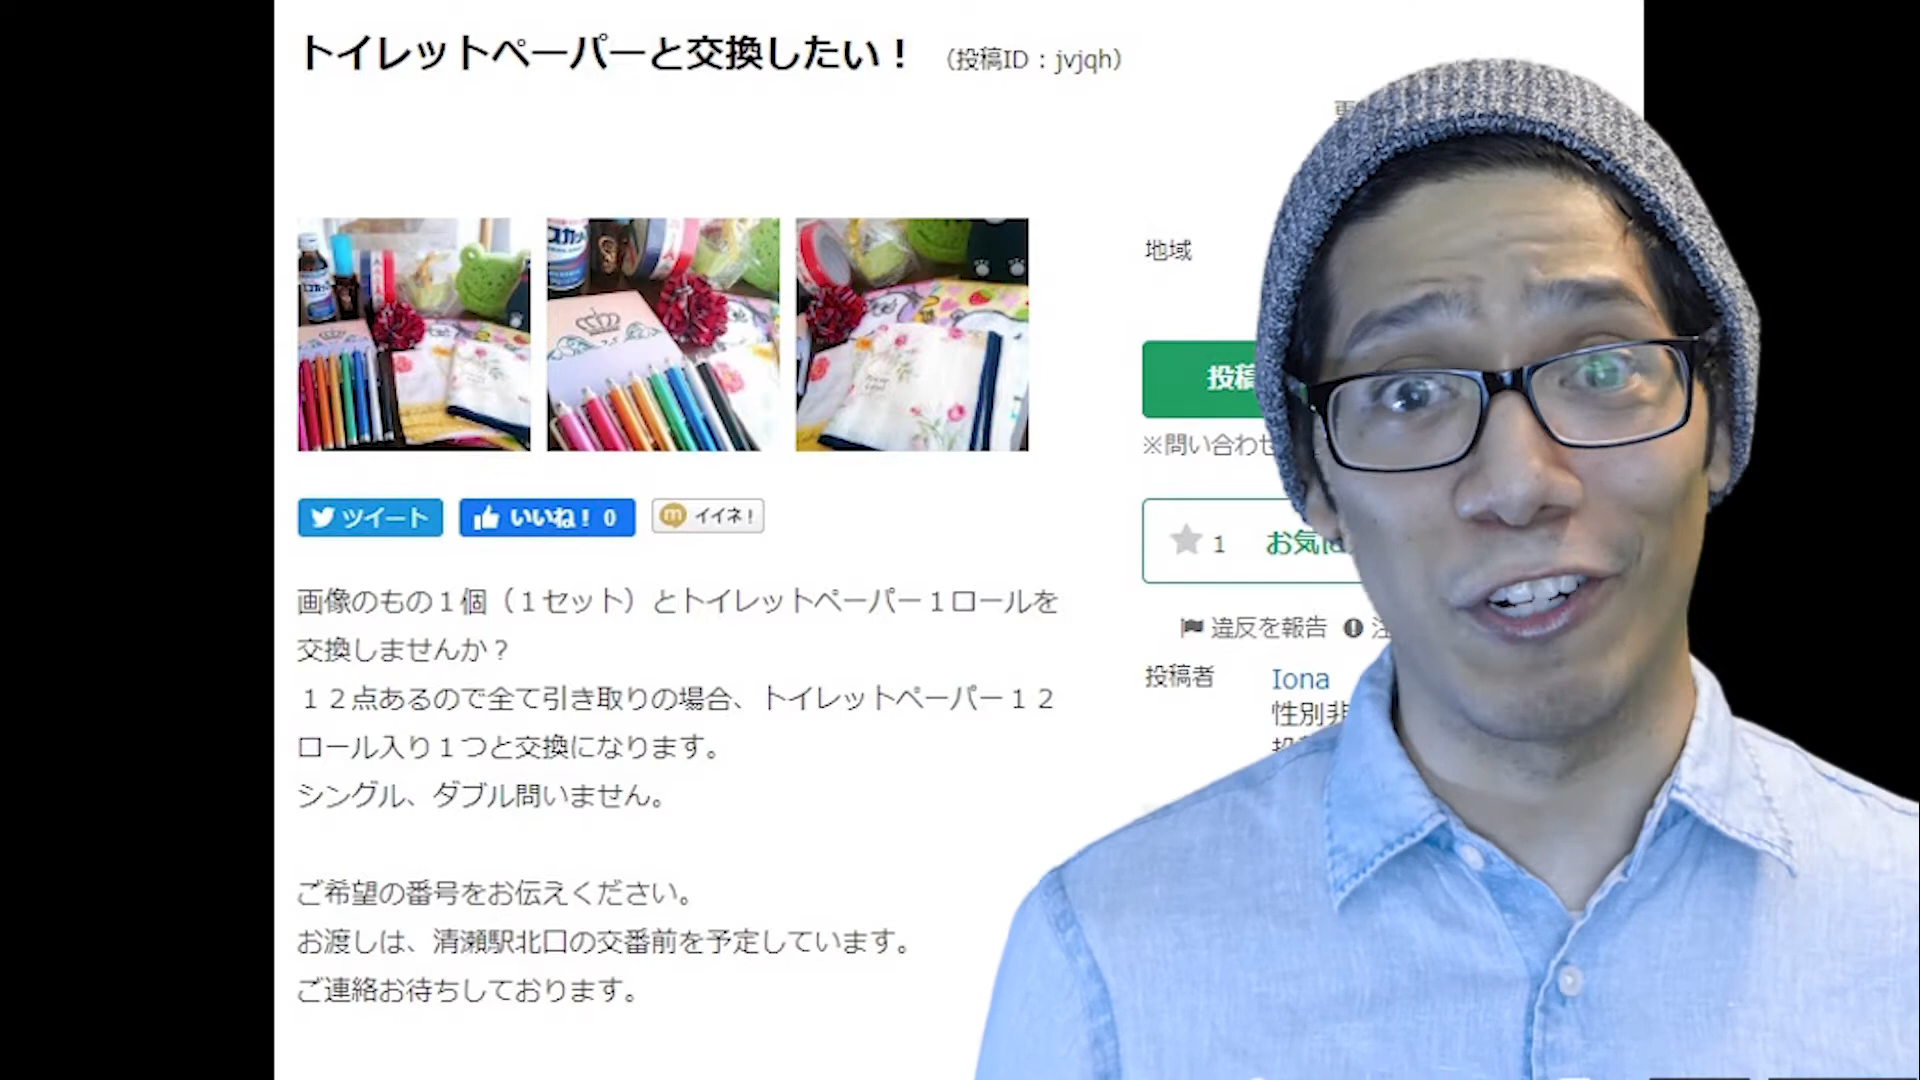 トイレットペーパーと交換したい！ （投稿ID：jvjqh）
地域
スカッ
投稿
※問い合わせ
ツイート
いいね！ 0
イイネ！
1 お気に
違反を報告
投稿者 Iona
性別非
画像のもの１個（１セット）とトイレットペーパー１ロールを
交換しませんか？
１２点あるので全て引き取りの場合、トイレットペーパー１２
ロール入り１つと交換になります。
シングル、ダブル問いません。
ご希望の番号をお伝えください。
お渡しは、清瀬駅北口の交番前を予定しています。
ご連絡お待ちしております。